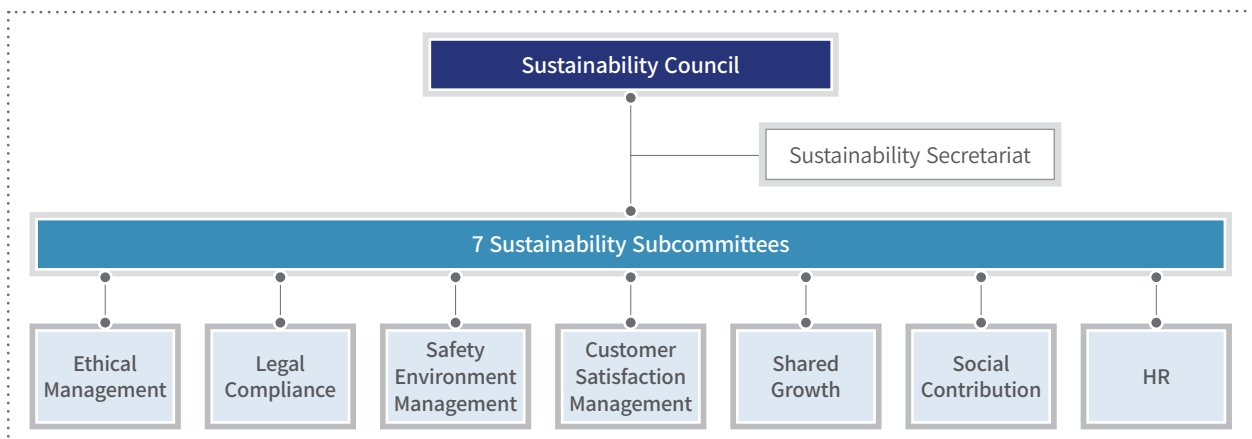 Sustainability Council
Sustainability Secretariat
7 Sustainability Subcommittees
Ethical
Management
Legal
Compliance
Safety
Environment
Management
Customer
Satisfaction
Management
Shared
Growth
Social
Contribution
HR